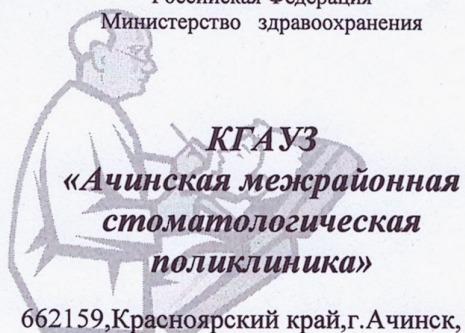 Российская Федерация
Министерство здравоохранения
КГАУЗ
«Ачинская межрайонная
стоматологическая
поликлиника»
662159,Красноярский край,г.Ачинск,